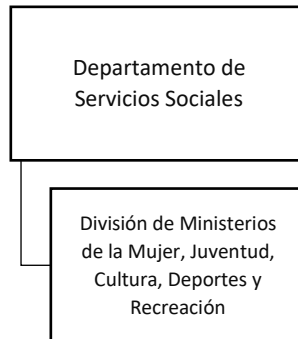 Departamento de
Servicios Sociales
División de Ministerios
de la Mujer, Juventud,
Cultura, Deportes y
Recreación